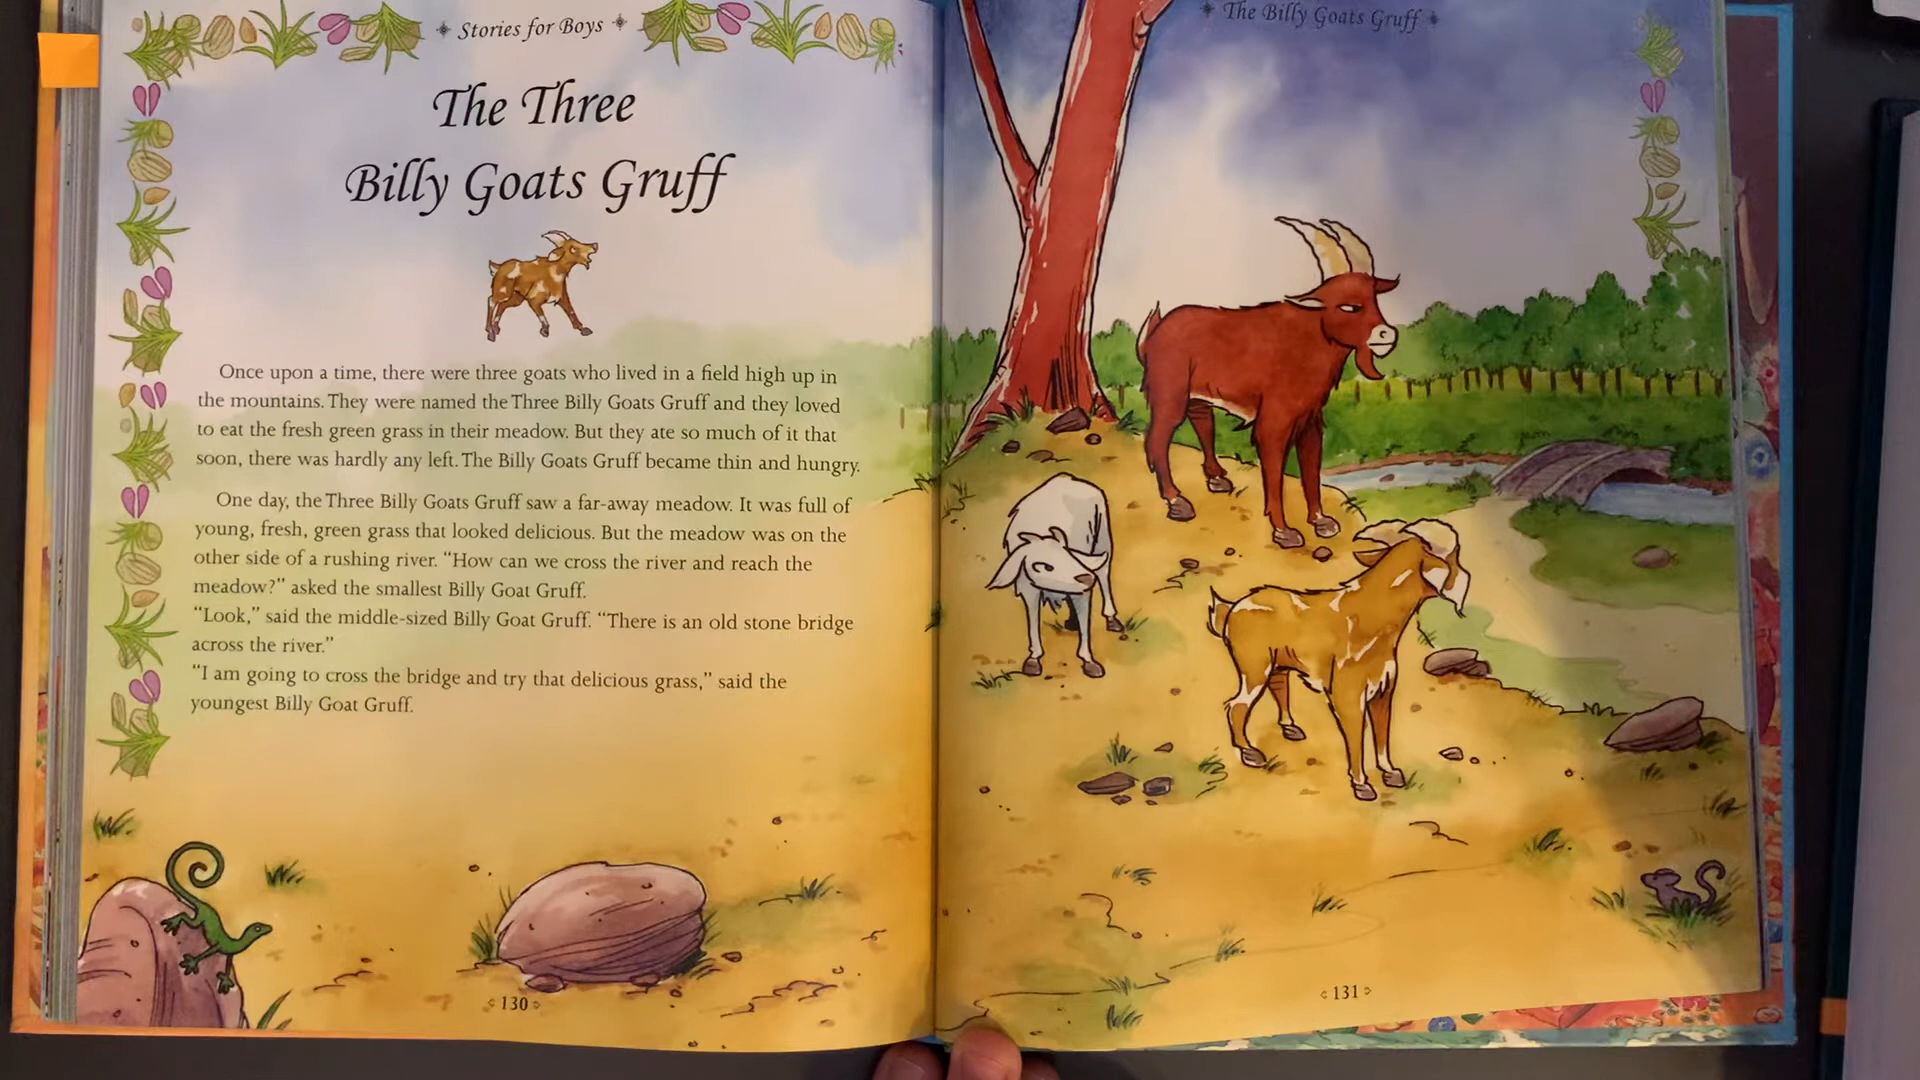 Stories for Boys
The Three
Billy Goats Gruff
Once upon a time, there were three goats who lived in a field high up in
the mountains. They were named the Three Billy Goats Gruff and they loved
to eat the fresh green grass in their meadow. But they ate so much of it that
soon, there was hardly any left. The Billy Goats Gruff became thin and hungry.
One day, the Three Billy Goats Gruff saw a far-away meadow. It was full of
young, fresh, green grass that looked delicious. But the meadow was on the
other side of a rushing river. “How can we cross the river and reach the
meadow?” asked the smallest Billy Goat Gruff.
“Look,” said the middle-sized Billy Goat Gruff. “There is an old stone bridge
across the river.”
“I am going to cross the bridge and try that delicious grass,” said the
youngest Billy Goat Gruff.
130
The Billy Goats Gruff
131